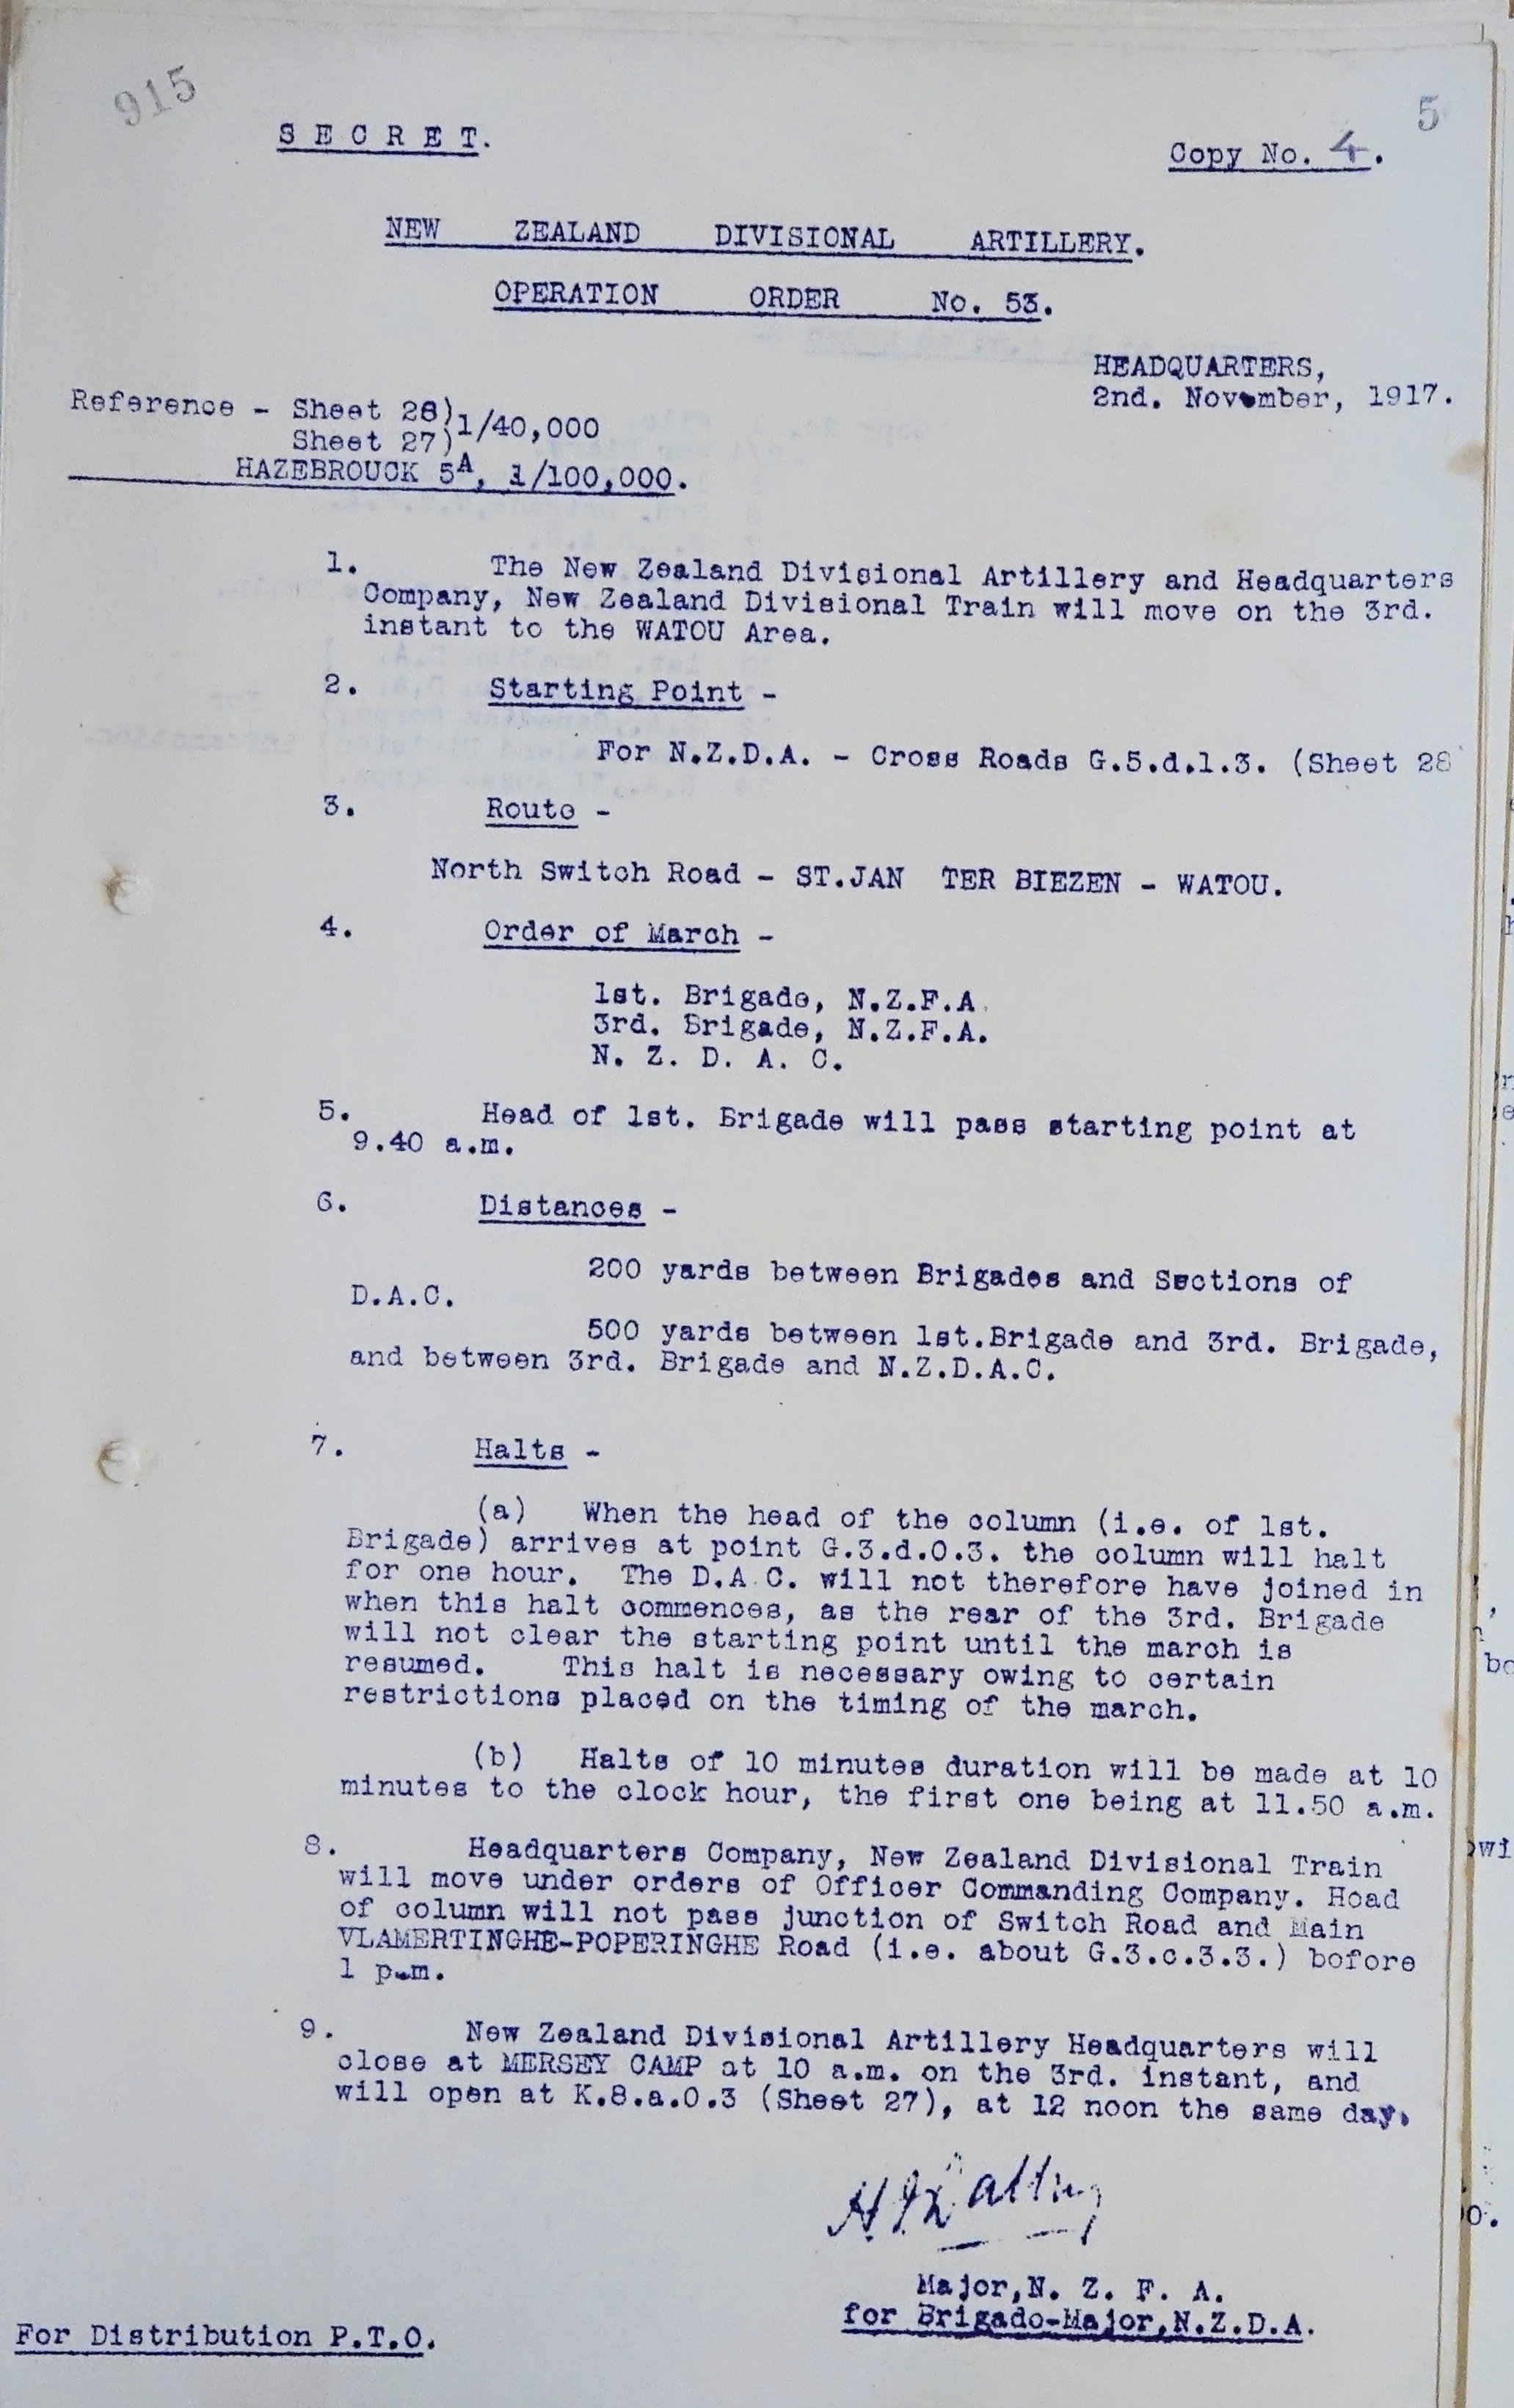 915
5
S E C R E T.
Copy No. 4.
NEW ZEALAND DIVISIONAL ARTILLERY.
OPERATION ORDER No. 53.
HEADQUARTERS,
2nd. November, 1917.
Reference - Sheet 28)
Sheet 27) 1/40,000
HAZEBROUCK 5A, 1/100,000.
1. The New Zealand Divisional Artillery and Headquarters
Company, New Zealand Divisional Train will move on the 3rd.
instant to the WATOU Area.
2. Starting Point -
For N.Z.D.A. - Cross Roads G.5.d.1.3. (Sheet 28
3. Route -
North Switch Road - ST.JAN TER BIEZEN - WATOU.
4. Order of March -
1st. Brigade, N.Z.F.A.
3rd. Brigade, N.Z.F.A.
N. Z. D. A. C.
5. Head of 1st. Brigade will pass starting point at
9.40 a.m.
6. Distances -
200 yards between Brigades and Sections of
D.A.C.
500 yards between 1st.Brigade and 3rd. Brigade,
and between 3rd. Brigade and N.Z.D.A.C.
7. Halts -
(a) When the head of the column (i.e. of 1st.
Brigade) arrives at point G.3.d.0.3. the column will halt
for one hour. The D.A.C. will not therefore have joined in
when this halt commences, as the rear of the 3rd. Brigade
will not clear the starting point until the march is
resumed. This halt is necessary owing to certain
restrictions placed on the timing of the march.
(b) Halts of 10 minutes duration will be made at 10
minutes to the clock hour, the first one being at 11.50 a.m.
8. Headquarters Company, New Zealand Divisional Train
will move under orders of Officer Commanding Company. Head
of column will not pass junction of Switch Road and Main
VLAMERTINGHE-POPERINGHE Road (i.e. about G.3.c.3.3.) before
1 p.m.
9. New Zealand Divisional Artillery Headquarters will
close at MERSEY CAMP at 10 a.m. on the 3rd. instant, and
will open at K.8.a.0.3 (Sheet 27), at 12 noon the same day.
Major,N. Z. F. A.
for Brigade-Major,N.Z.D.A.
For Distribution P.T.O.